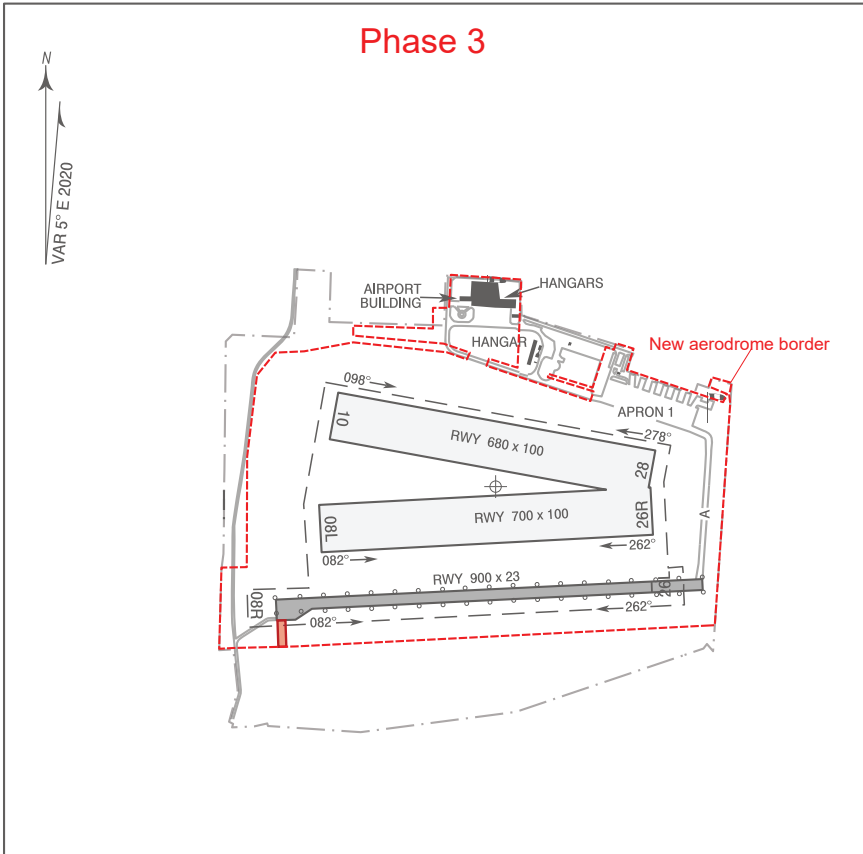 Phase 3
N
VAR 5° E 2020
AIRPORT
BUILDING
HANGARS
HANGAR
New aerodrome border
APRON 1
098°
278°
10
RWY 680 x 100
28
08L
RWY 700 x 100
26R
A
082°
262°
RWY 900 x 23
08R
26L
082°
262°